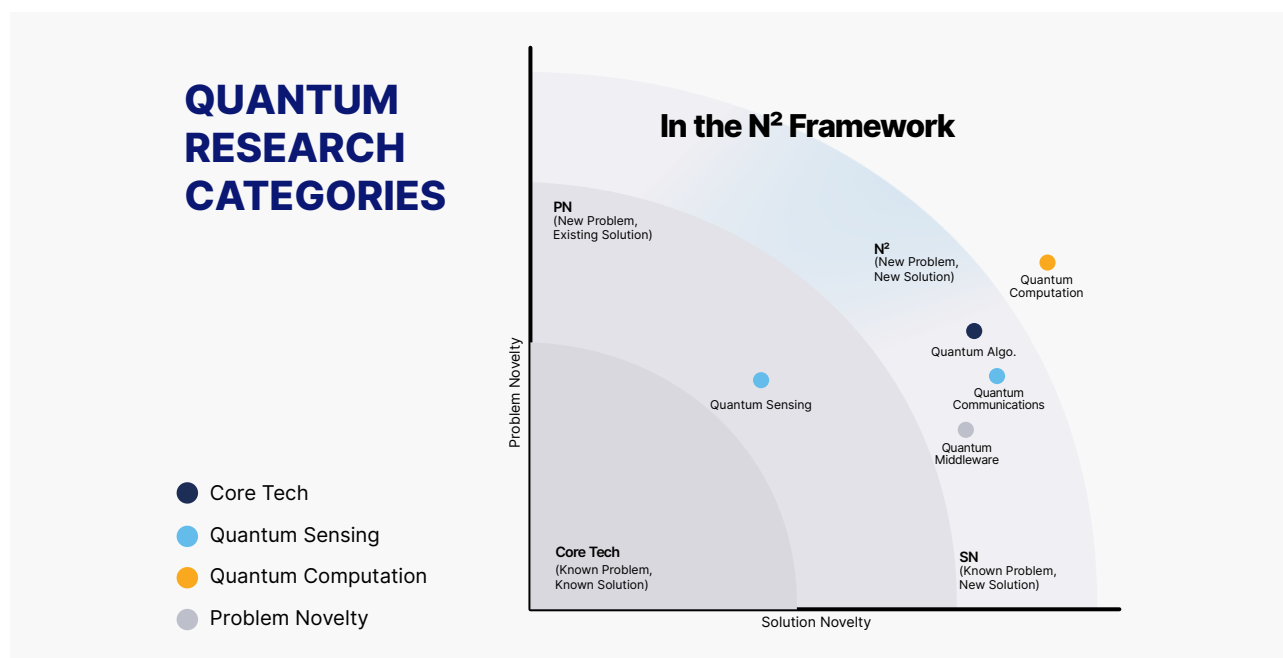 QUANTUM
RESEARCH
CATEGORIES
In the N² Framework
PN
(New Problem,
Existing Solution)
N²
(New Problem,
New Solution)
Quantum
Computation
Quantum Algo.
Quantum
Communications
Quantum
Middleware
Quantum Sensing
Problem Novelty
Core Tech
(Known Problem,
Known Solution)
SN
(Known Problem,
New Solution)
Solution Novelty
Core Tech
Quantum Sensing
Quantum Computation
Problem Novelty